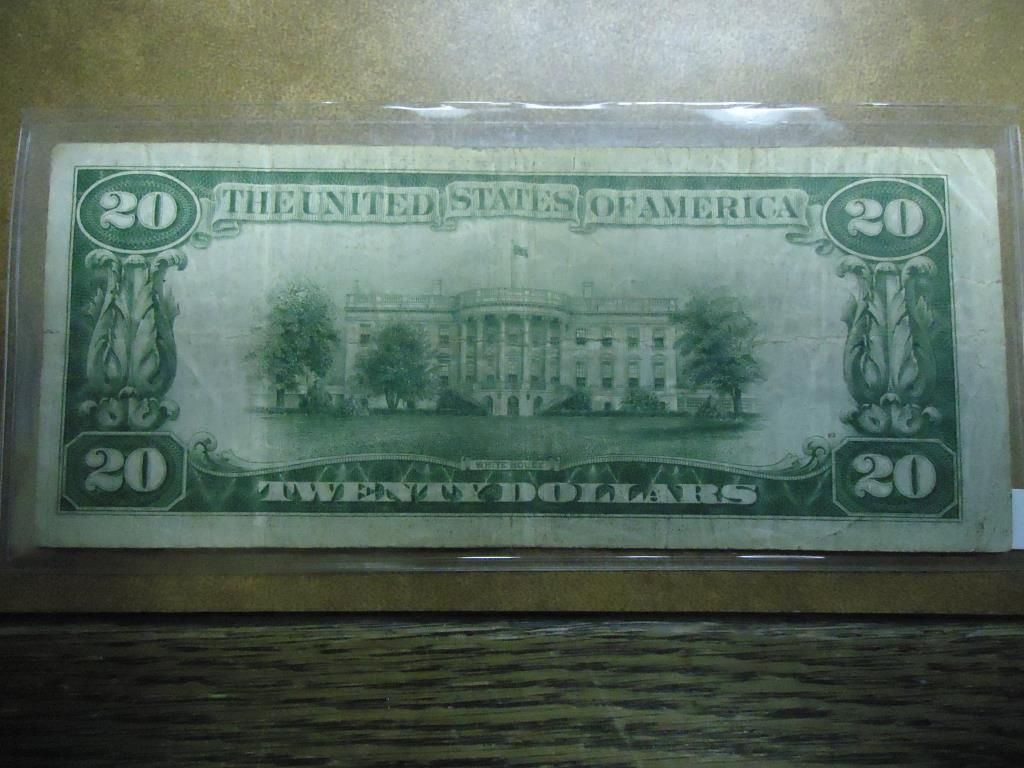 20 THE UNITED STATES OF AMERICA 20
WHITE HOUSE
20 TWENTY DOLLARS 20